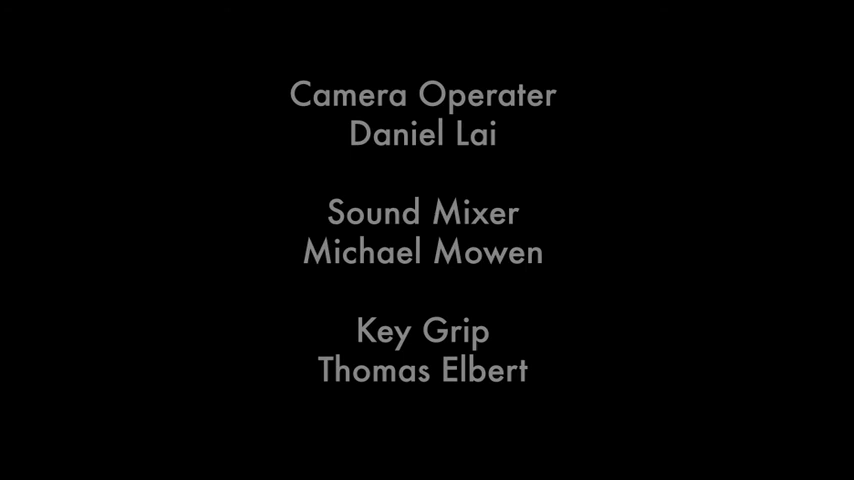 Camera Operater
Daniel Lai
Sound Mixer
Michael Mowen
Key Grip
Thomas Elbert